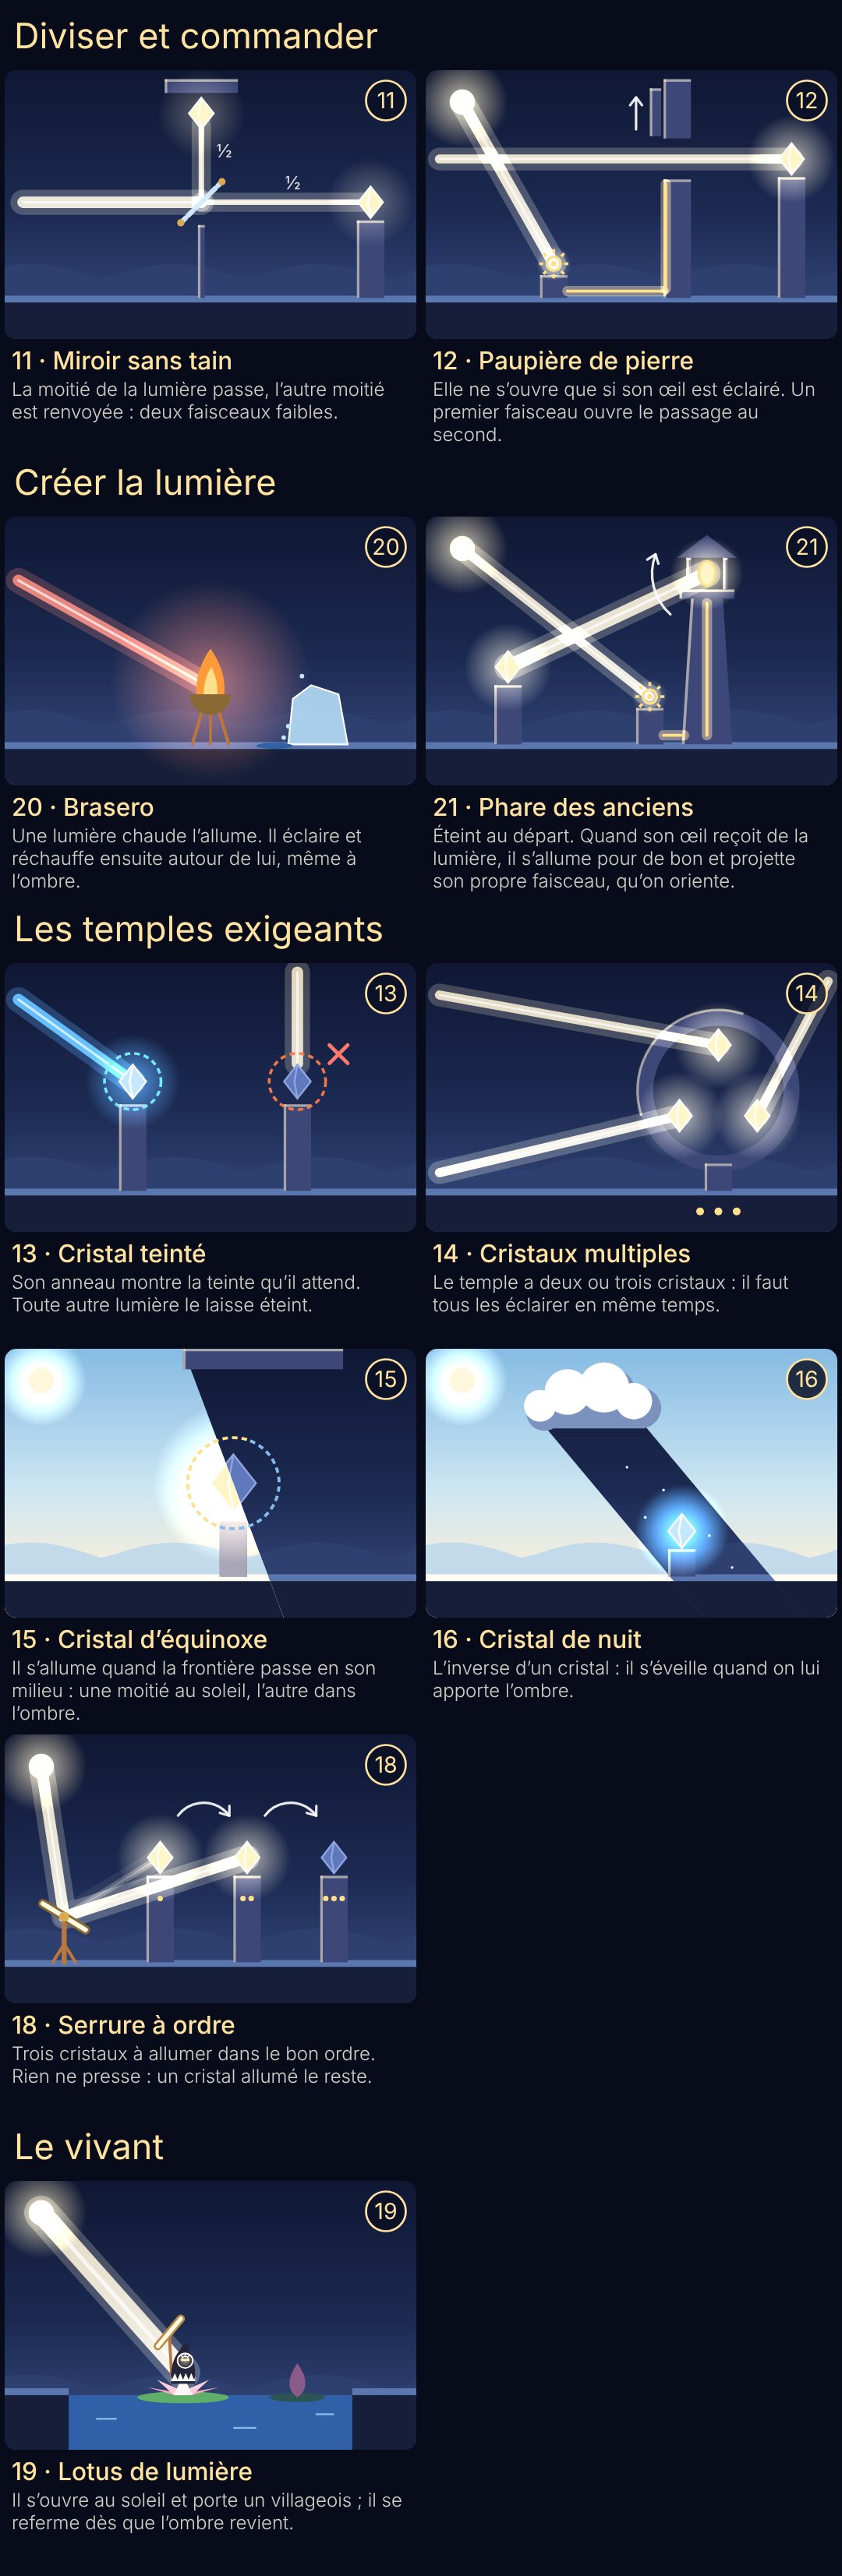 Diviser et commander
11
½
½
12
11 · Miroir sans tain
La moitié de la lumière passe, l’autre moitié
est renvoyée : deux faisceaux faibles.
12 · Paupière de pierre
Elle ne s’ouvre que si son œil est éclairé. Un
premier faisceau ouvre le passage au
second.
Créer la lumière
20
21
20 · Brasero
Une lumière chaude l’allume. Il éclaire et
réchauffe ensuite autour de lui, même à
l’ombre.
21 · Phare des anciens
Éteint au départ. Quand son œil reçoit de la
lumière, il s’allume pour de bon et projette
son propre faisceau, qu’on oriente.
Les temples exigeants
13
14
13 · Cristal teinté
Son anneau montre la teinte qu’il attend.
Toute autre lumière le laisse éteint.
14 · Cristaux multiples
Le temple a deux ou trois cristaux : il faut
tous les éclairer en même temps.
15
16
15 · Cristal d’équinoxe
Il s’allume quand la frontière passe en son
milieu : une moitié au soleil, l’autre dans
l’ombre.
16 · Cristal de nuit
L’inverse d’un cristal : il s’éveille quand on lui
apporte l’ombre.
18
18 · Serrure à ordre
Trois cristaux à allumer dans le bon ordre.
Rien ne presse : un cristal allumé le reste.
Le vivant
19
19 · Lotus de lumière
Il s’ouvre au soleil et porte un villageois ; il se
referme dès que l’ombre revient.